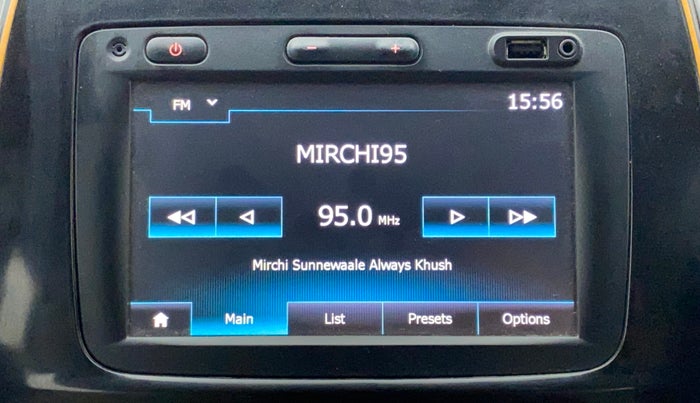 FM
15:56
MIRCHI95
95.0 MHz
Mirchi Sunnewaale Always Khush
Main List Presets Options